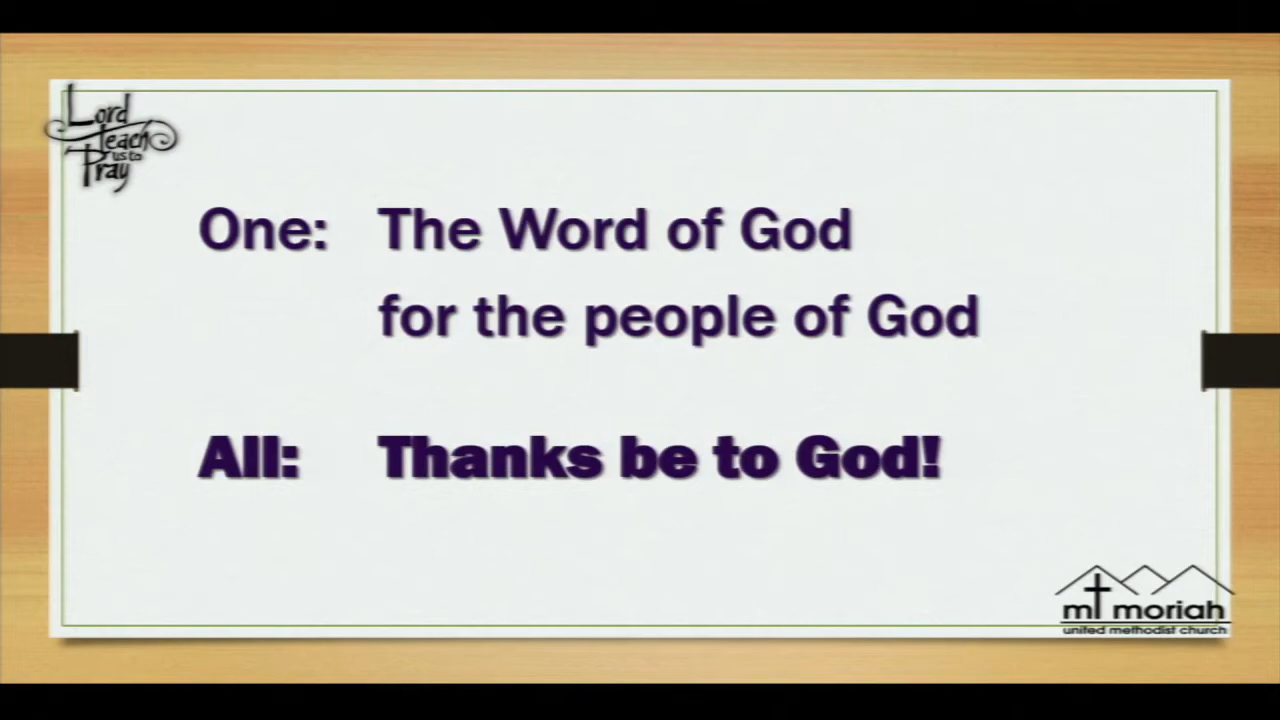 Lord
teach
us to
Pray
One: The Word of God
for the people of God
All: Thanks be to God!
mt moriah
united methodist church